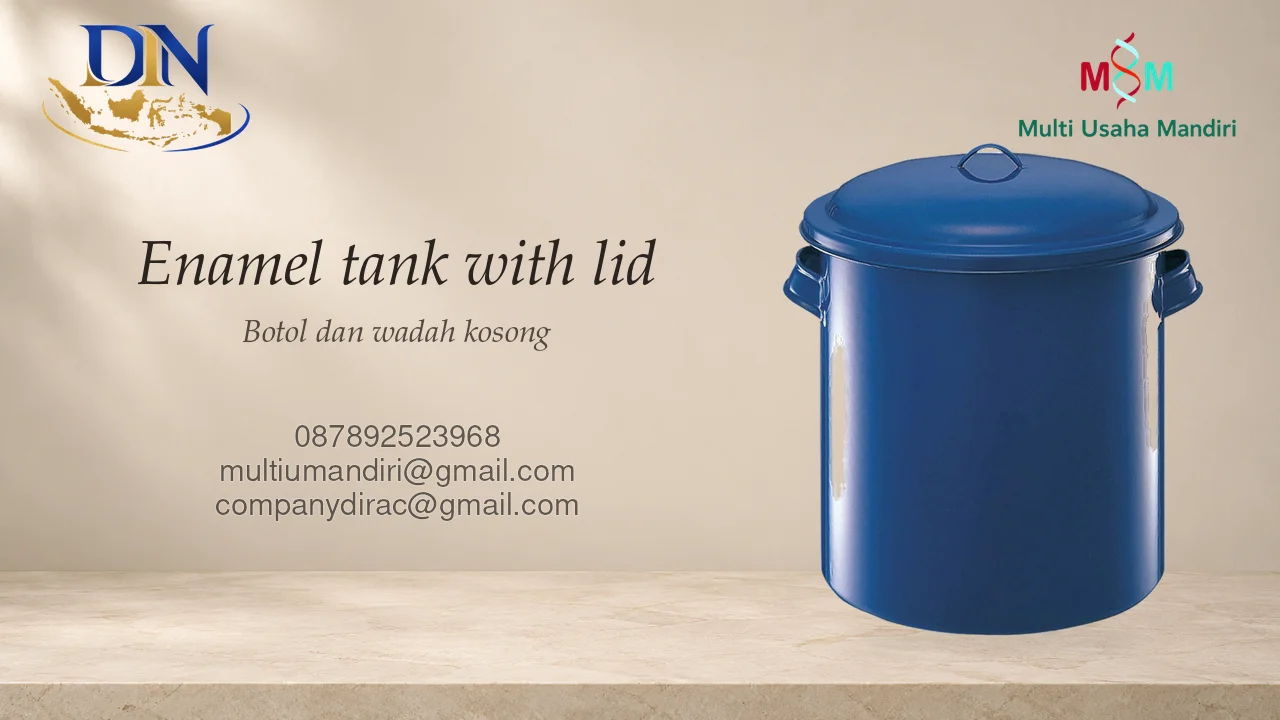 DN
M M
Multi Usaha Mandiri
Enamel tank with lid
Botol dan wadah kosong
087892523968
multiumandiri@gmail.com
companydirac@gmail.com